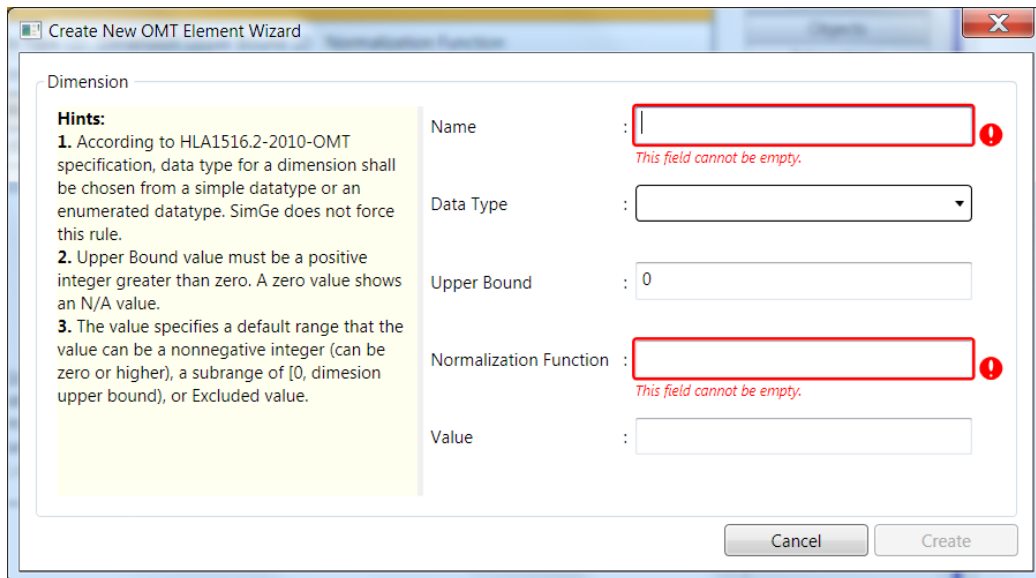 Create New OMT Element Wizard
Normalization Function
Objects
Dimension
Hints:
1. According to HLA1516.2-2010-OMT
specification, data type for a dimension shall
be chosen from a simple datatype or an
enumerated datatype. SimGe does not force
this rule.
2. Upper Bound value must be a positive
integer greater than zero. A zero value shows
an N/A value.
3. The value specifies a default range that the
value can be a nonnegative integer (can be
zero or higher), a subrange of [0, dimesion
upper bound), or Excluded value.
Name :
This field cannot be empty.
Data Type :
Upper Bound : 0
Normalization Function :
This field cannot be empty.
Value :
Cancel Create